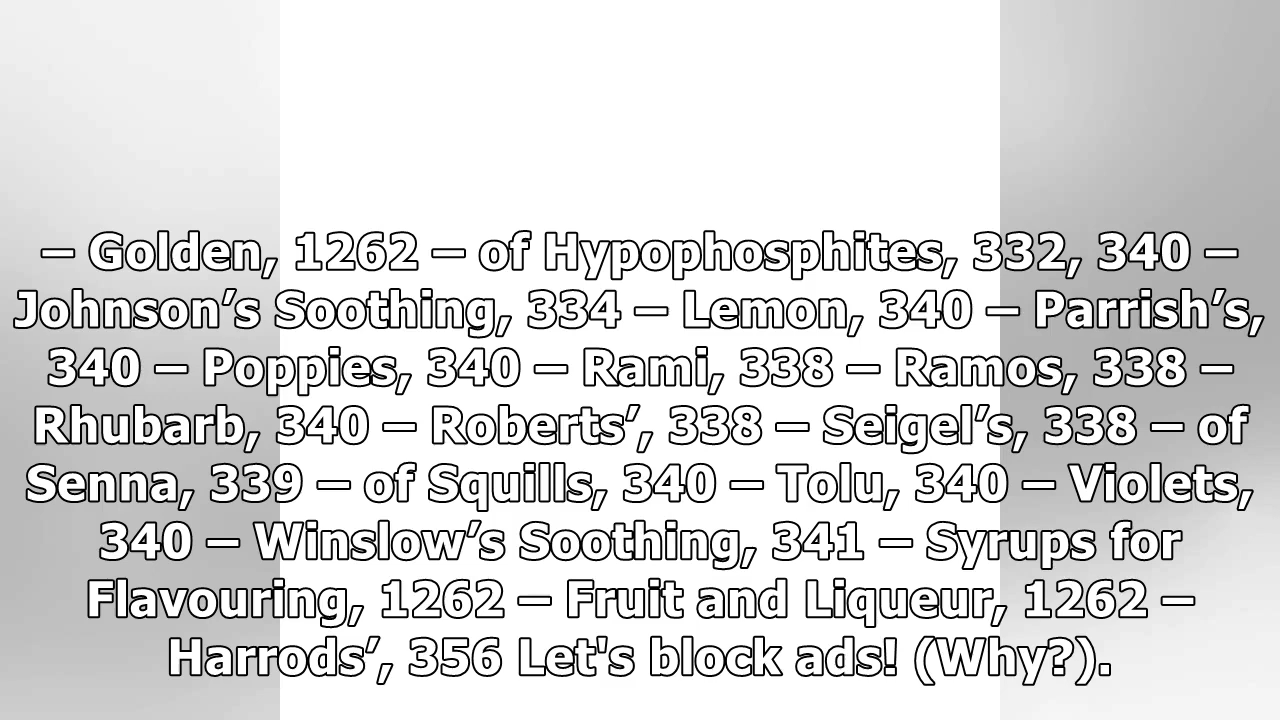 – Golden, 1262 – of Hypophosphites, 332, 340 –
Johnson’s Soothing, 334 – Lemon, 340 – Parrish’s,
340 – Poppies, 340 – Rami, 338 – Ramos, 338 –
Rhubarb, 340 – Roberts’, 338 – Seigel’s, 338 – of
Senna, 339 – of Squills, 340 – Tolu, 340 – Violets,
340 – Winslow’s Soothing, 341 – Syrups for
Flavouring, 1262 – Fruit and Liqueur, 1262 –
Harrods’, 356 Let's block ads! (Why?).